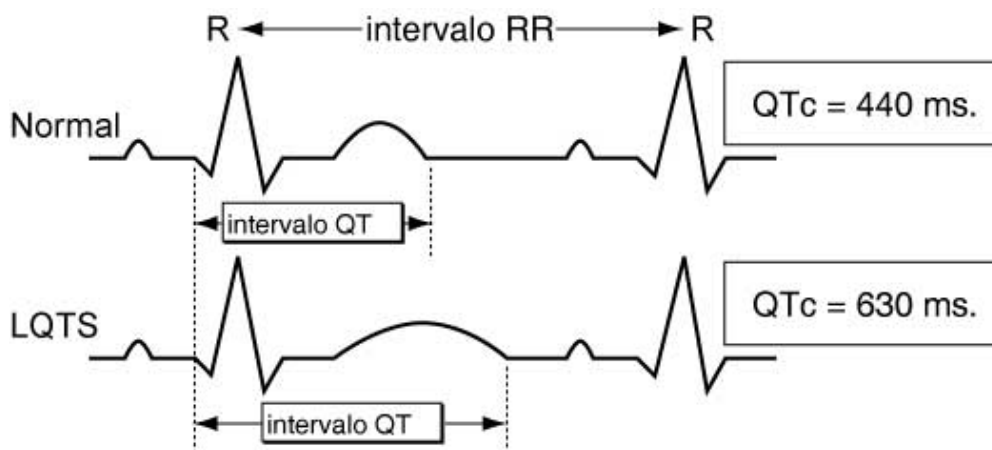 R intervalo RR R
Normal
QTc = 440 ms.
intervalo QT
LQTS
QTc = 630 ms.
intervalo QT